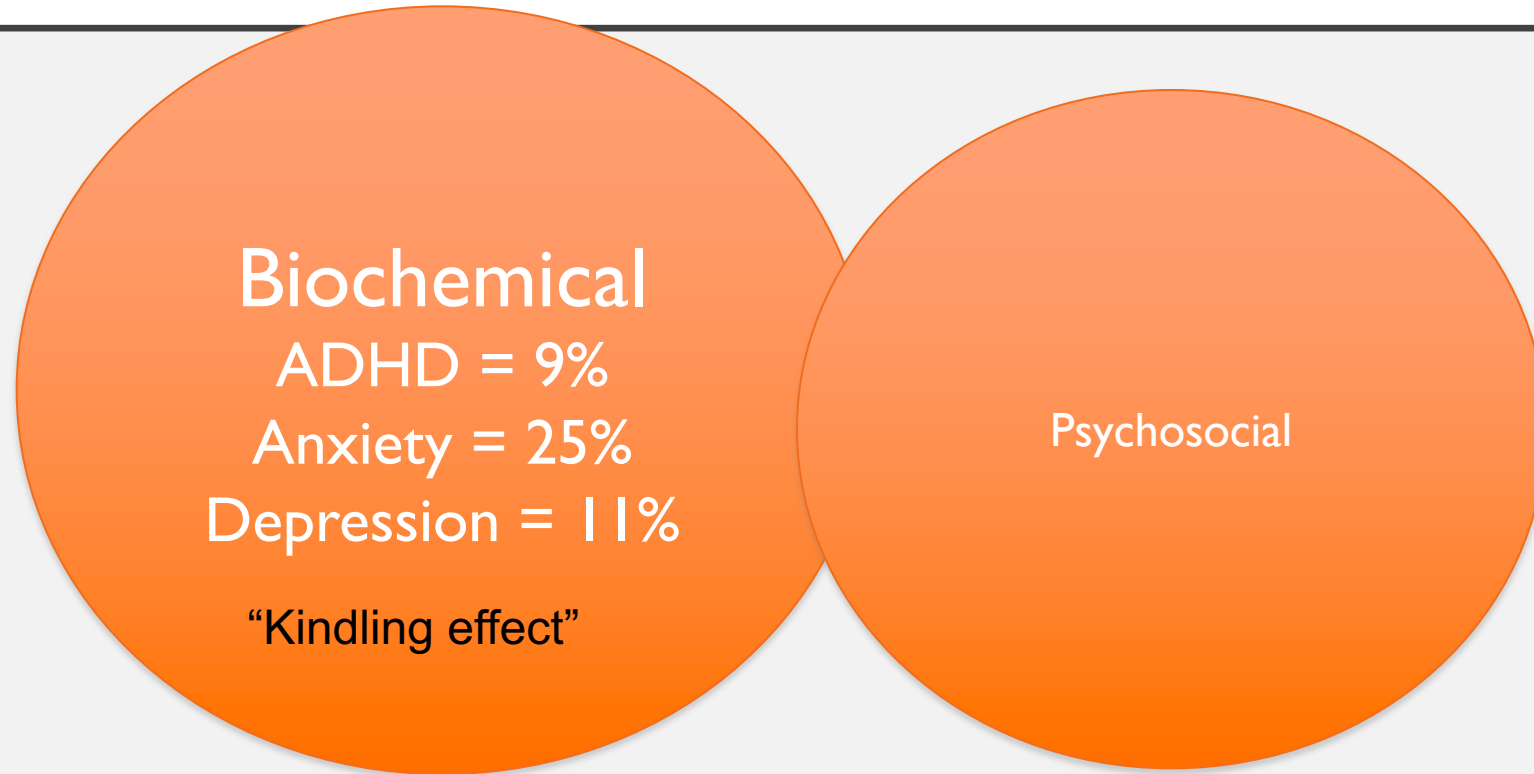 Biochemical
ADHD = 9%
Anxiety = 25%
Depression = 11%
“Kindling effect”
Psychosocial